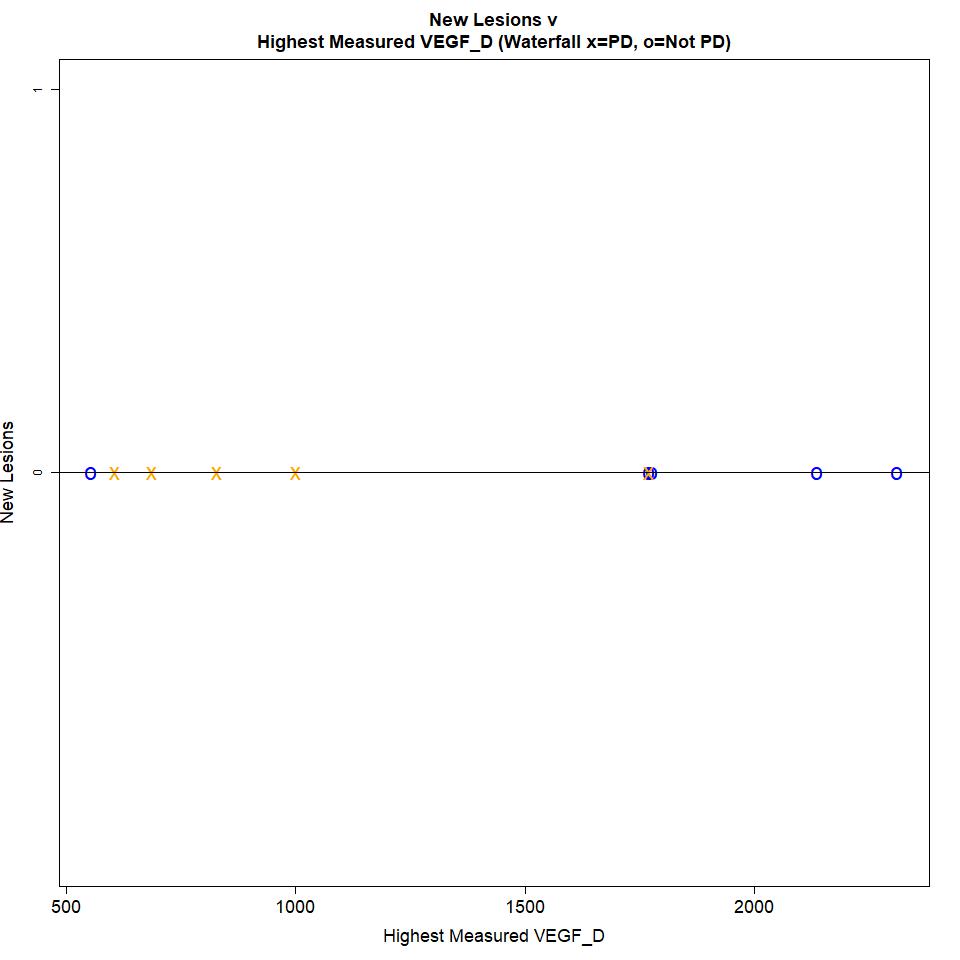 New Lesions v
Highest Measured VEGF_D (Waterfall x=PD, o=Not PD)
1
New Lesions
0
o x x x x o x o o o
500 1000 1500 2000
Highest Measured VEGF_D